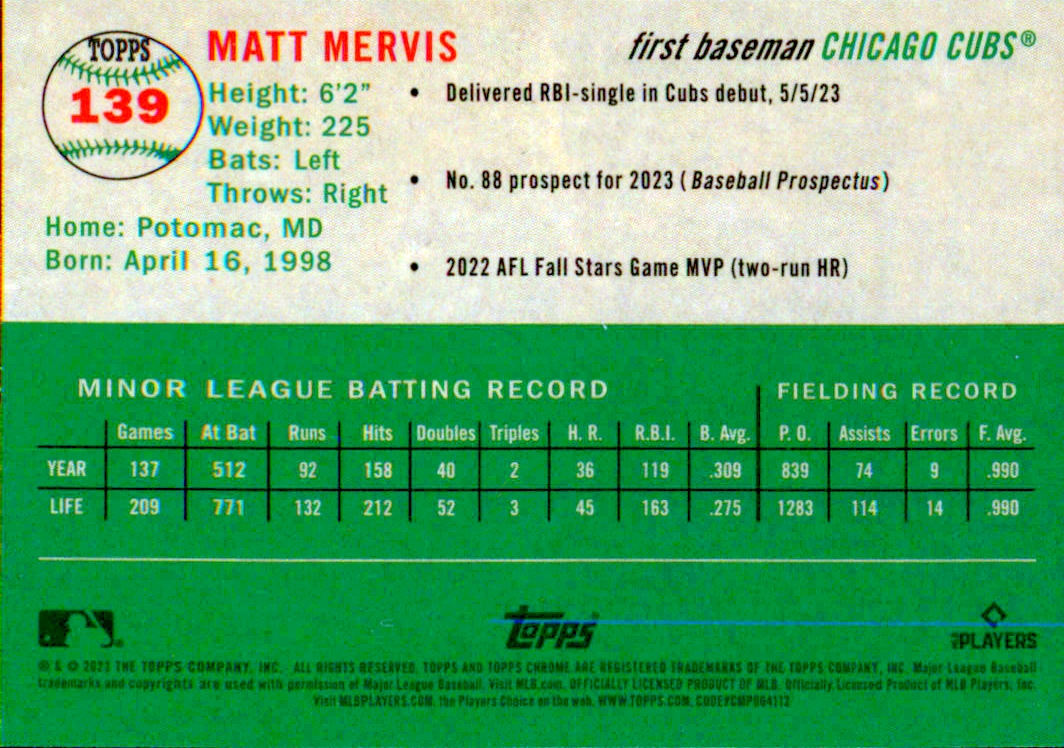 TOPPS
139
MATT MERVIS
first baseman CHICAGO CUBS®
Height: 6'2"
Weight: 225
Bats: Left
Throws: Right
Home: Potomac, MD
Born: April 16, 1998
• Delivered RBI-single in Cubs debut, 5/5/23
• No. 88 prospect for 2023 (Baseball Prospectus)
• 2022 AFL Fall Stars Game MVP (two-run HR)
MINOR LEAGUE BATTING RECORD FIELDING RECORD
Games At Bat Runs Hits Doubles Triples H. R. R.B.I. B. Avg. P. O. Assists Errors F. Avg.
YEAR 137 512 92 158 40 2 36 119 .309 839 74 9 .990
LIFE 209 771 132 212 52 3 45 163 .275 1283 114 14 .990
topps
PLAYERS
® & © 2023 THE TOPPS COMPANY, INC. ALL RIGHTS RESERVED. TOPPS AND TOPPS CHROME ARE REGISTERED TRADEMARKS OF THE TOPPS COMPANY, INC. Major League Baseball
trademarks and copyrights are used with permission of Major League Baseball. Visit MLB.com. OFFICIALLY LICENSED PRODUCT OF MLB. Officially Licensed Product of MLB Players, Inc.
Visit MLBPLAYERS.COM, the Players Choice on the web. WWW.TOPPS.COM. CODE#CMP064112